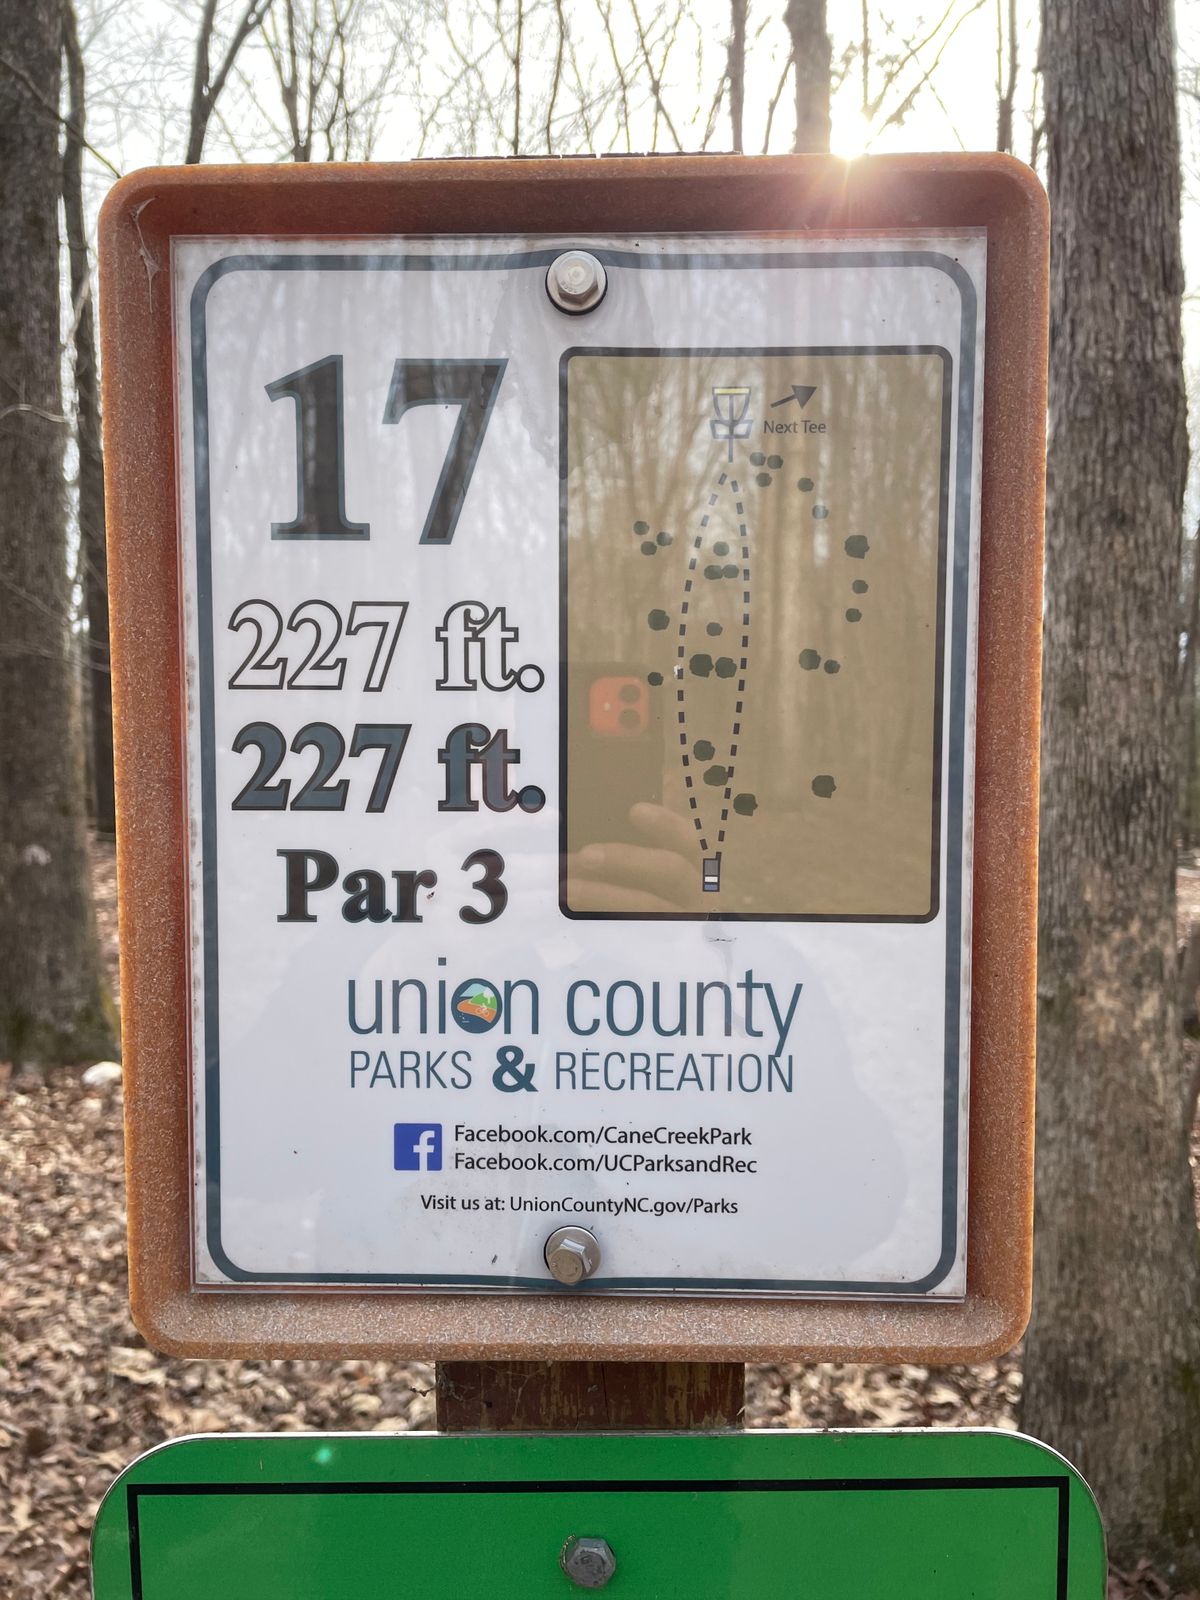 17
227 ft.
227 ft.
Par 3
Next Tee
union county
PARKS & RECREATION
Facebook.com/CaneCreekPark
Facebook.com/UCParksandRec
Visit us at: UnionCountyNC.gov/Parks